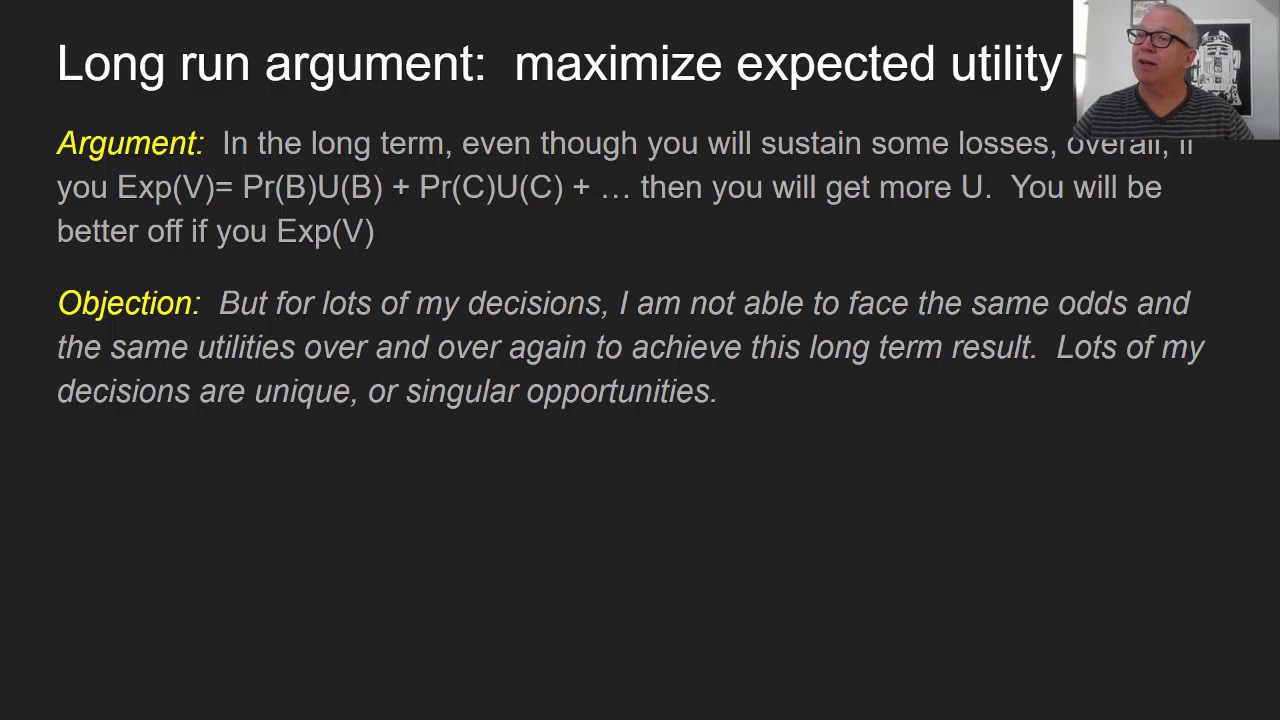 Long run argument:  maximize expected utility
Argument:  In the long term, even though you will sustain some losses, overall, if
you Exp(V)= Pr(B)U(B) + Pr(C)U(C) + … then you will get more U.  You will be
better off if you Exp(V)
Objection:  But for lots of my decisions, I am not able to face the same odds and
the same utilities over and over again to achieve this long term result.  Lots of my
decisions are unique, or singular opportunities.